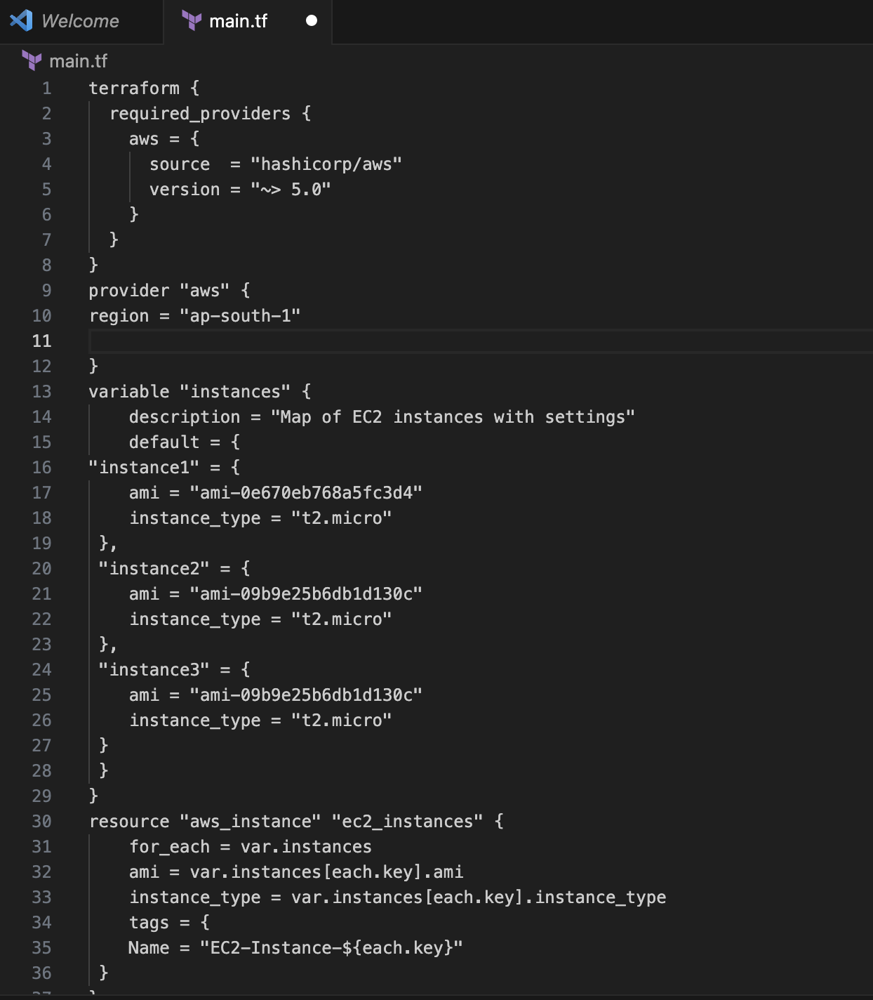 Welcome
main.tf
main.tf
1 terraform {
2 required_providers {
3 aws = {
4 source  = "hashicorp/aws"
5 version = "~> 5.0"
6 }
7 }
8 }
9 provider "aws" {
10 region = "ap-south-1"
11
12 }
13 variable "instances" {
14 description = "Map of EC2 instances with settings"
15 default = {
16 "instance1" = {
17 ami = "ami-0e670eb768a5fc3d4"
18 instance_type = "t2.micro"
19 },
20 "instance2" = {
21 ami = "ami-09b9e25b6db1d130c"
22 instance_type = "t2.micro"
23 },
24 "instance3" = {
25 ami = "ami-09b9e25b6db1d130c"
26 instance_type = "t2.micro"
27 }
28 }
29 }
30 resource "aws_instance" "ec2_instances" {
31 for_each = var.instances
32 ami = var.instances[each.key].ami
33 instance_type = var.instances[each.key].instance_type
34 tags = {
35 Name = "EC2-Instance-${each.key}"
36 }